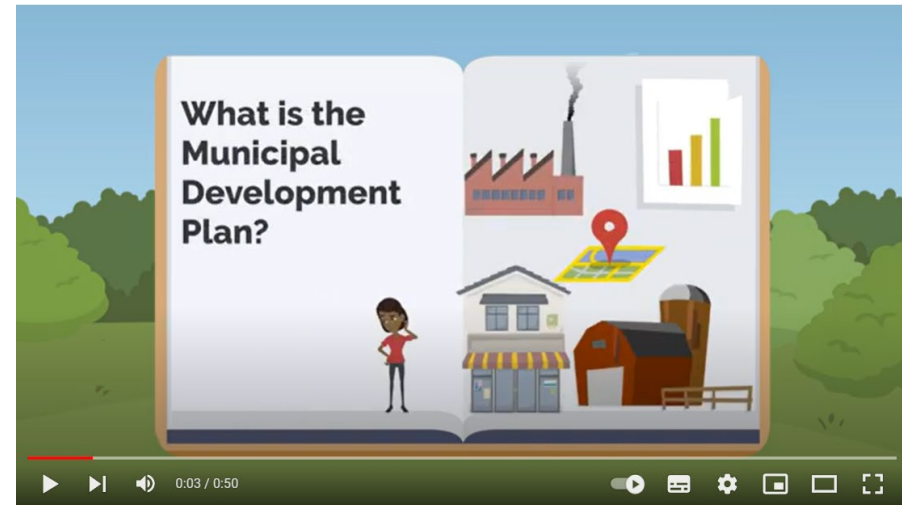 What is the
Municipal
Development
Plan?
0:03 / 0:50